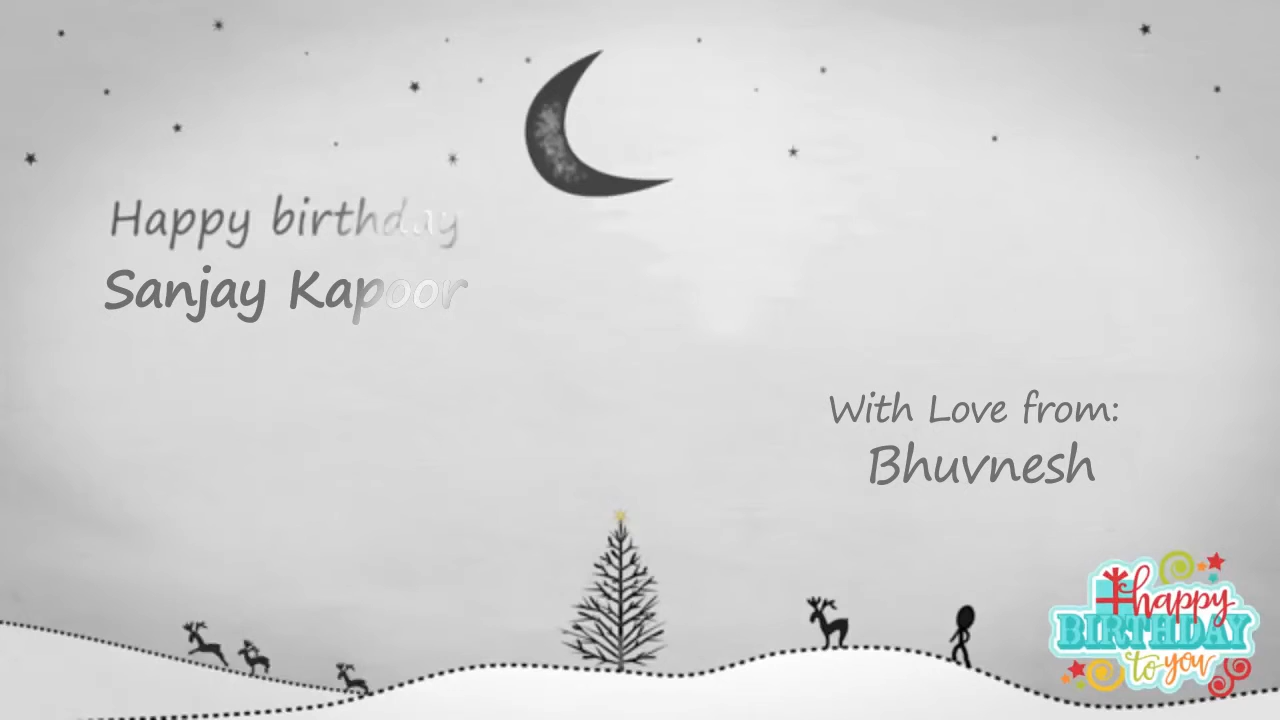 Happy birthday
Sanjay Kapoor
With Love from:
Bhuvnesh
happy
BIRTHDAY
to you